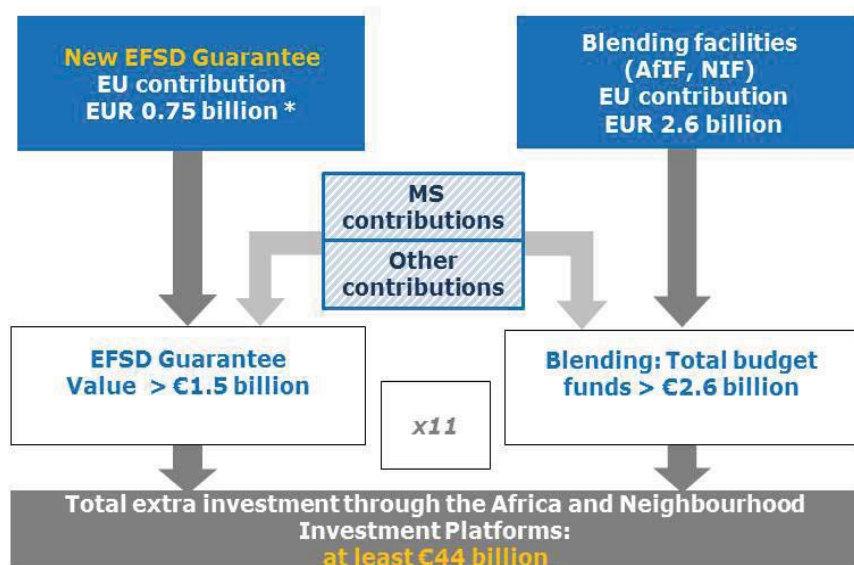 New EFSD Guarantee
EU contribution
EUR 0.75 billion *
Blending facilities
(AfIF, NIF)
EU contribution
EUR 2.6 billion
MS
contributions
Other
contributions
EFSD Guarantee
Value > €1.5 billion
x11
Blending: Total budget
funds > €2.6 billion
Total extra investment through the Africa and Neighbourhood
Investment Platforms:
at least €44 billion